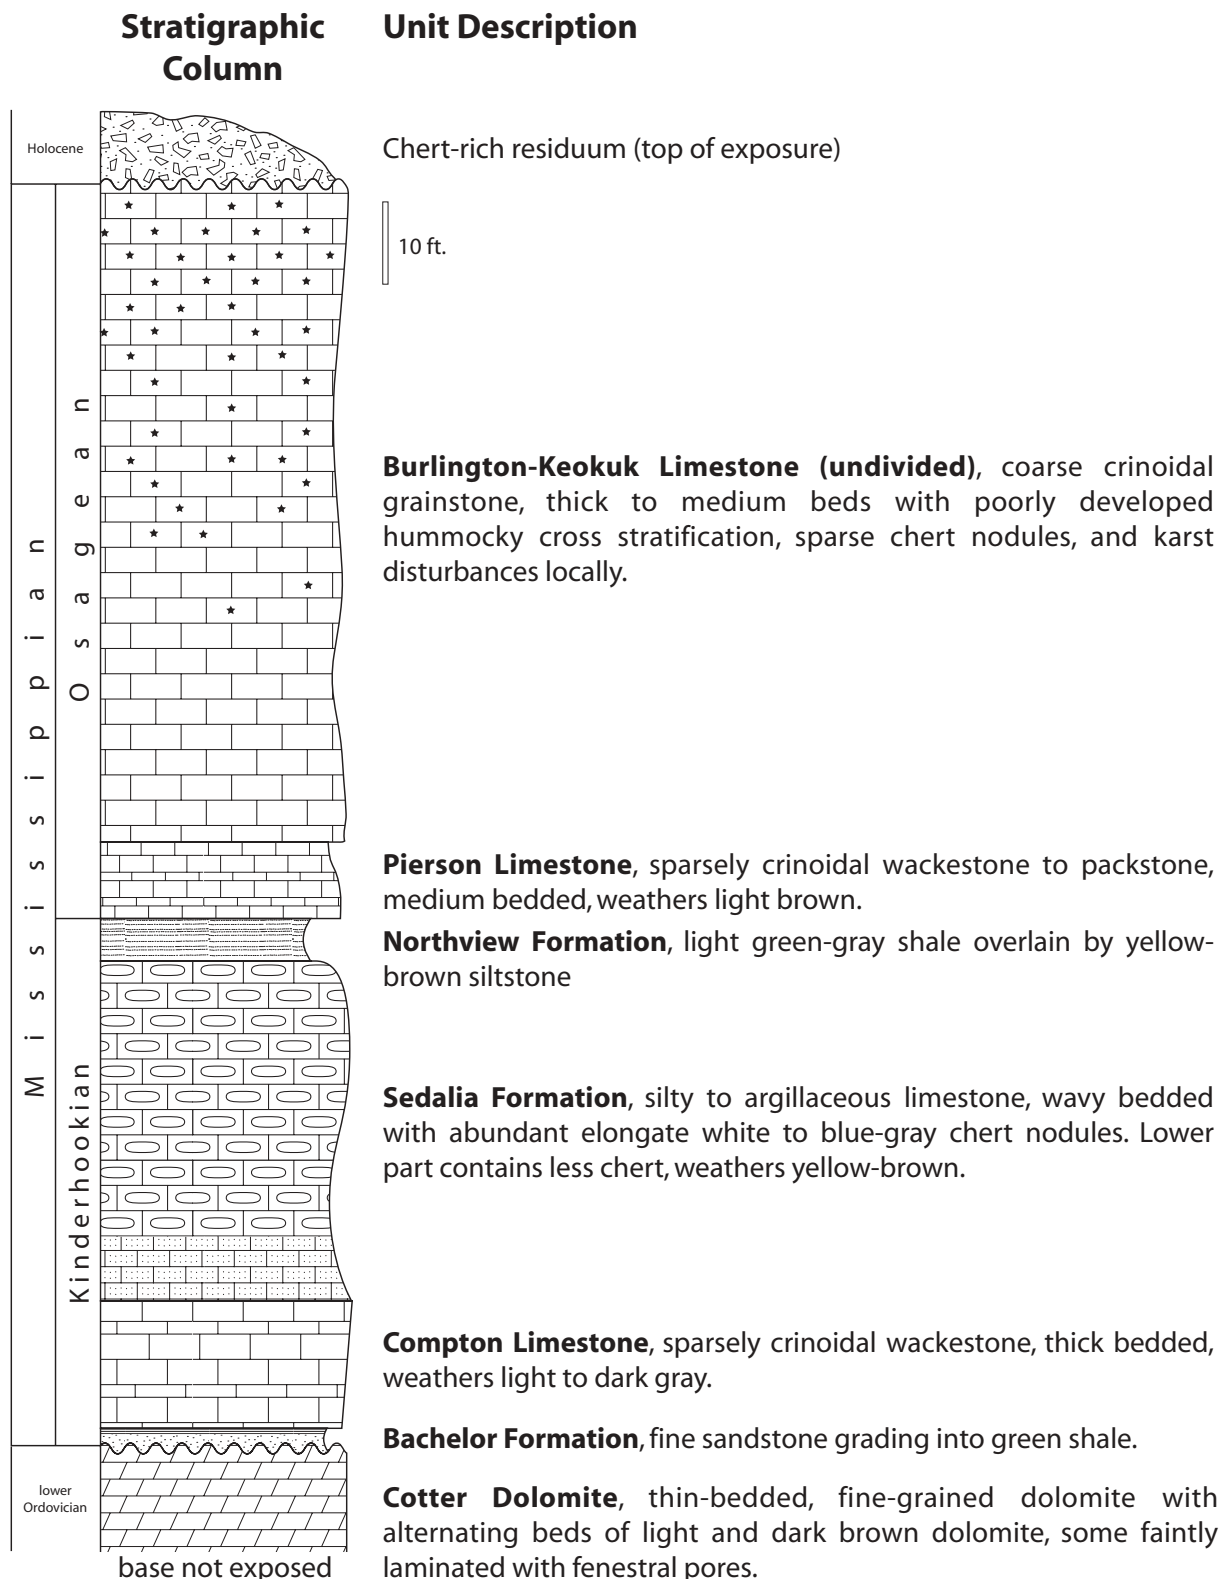 Stratigraphic
Column
Unit Description
Holocene
Chert-rich residuum (top of exposure)
10 ft.
Mississippian
Osagean
Burlington-Keokuk Limestone (undivided), coarse crinoidal
grainstone, thick to medium beds with poorly developed
hummocky cross stratification, sparse chert nodules, and karst
disturbances locally.
Pierson Limestone, sparsely crinoidal wackestone to packstone,
medium bedded, weathers light brown.
Northview Formation, light green-gray shale overlain by yellow-
brown siltstone
Kinderhookian
Sedalia Formation, silty to argillaceous limestone, wavy bedded
with abundant elongate white to blue-gray chert nodules. Lower
part contains less chert, weathers yellow-brown.
Compton Limestone, sparsely crinoidal wackestone, thick bedded,
weathers light to dark gray.
Bachelor Formation, fine sandstone grading into green shale.
lower
Ordovician
Cotter Dolomite, thin-bedded, fine-grained dolomite with
alternating beds of light and dark brown dolomite, some faintly
laminated with fenestral pores.
base not exposed